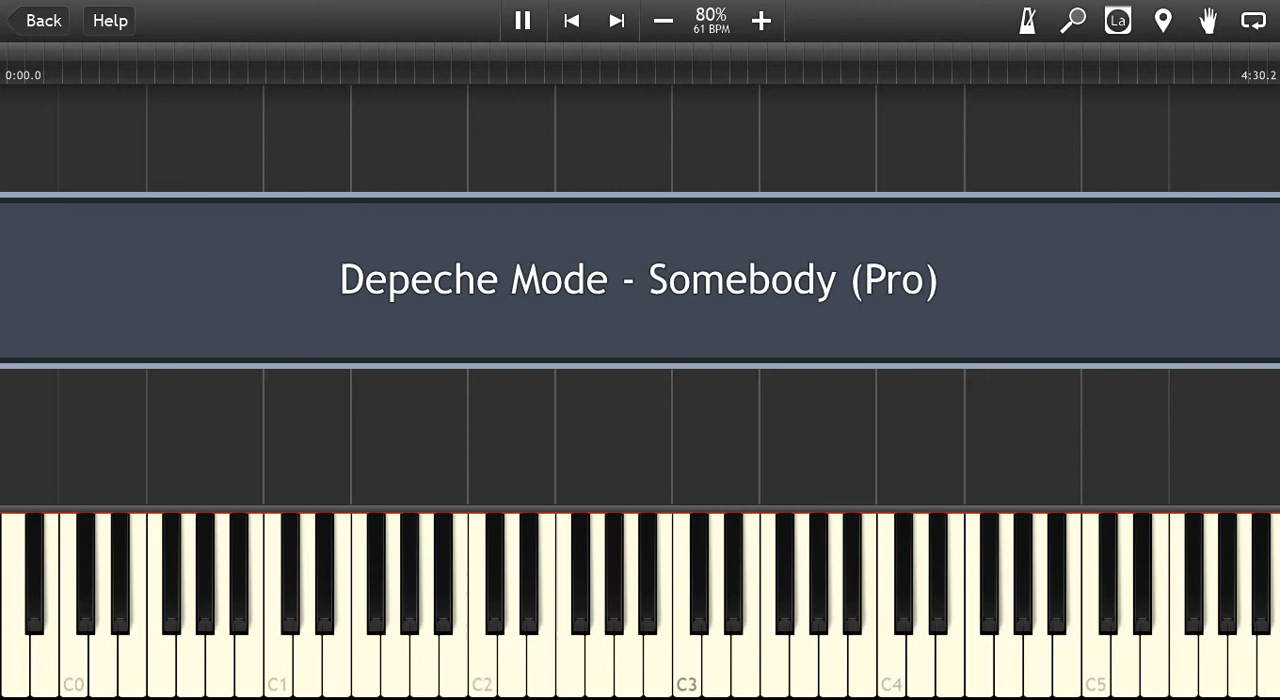 Back Help 80% La
61 BPM
0:00.0 4:30.2
Depeche Mode - Somebody (Pro)
C0 C1 C2 C3 C4 C5